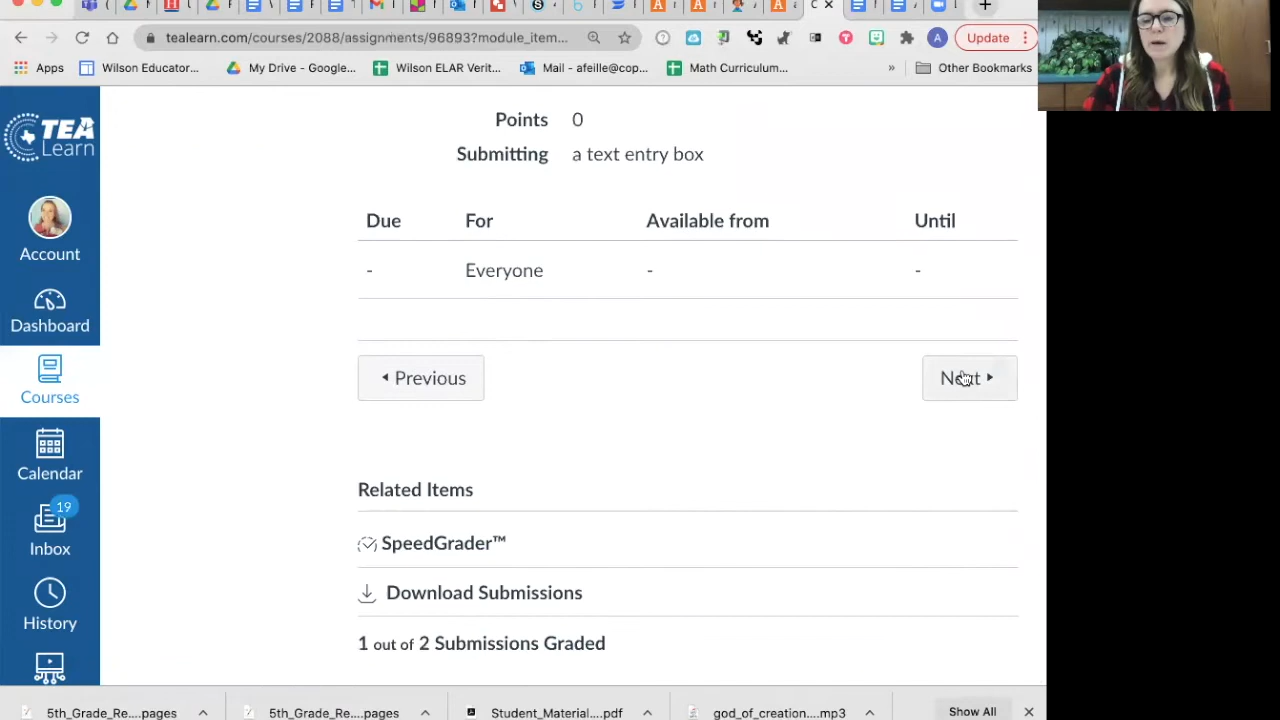 C
tealearn.com/courses/2088/assignments/96893?module_item...
A
Update
Apps
Wilson Educator...
My Drive - Google...
Wilson ELAR Verit...
Mail - afeille@cop...
Math Curriculum...
»
Other Bookmarks
TEA
Learn
Account
Dashboard
Courses
Calendar
19
Inbox
History
Points 0
Submitting a text entry box
Due For Available from Until
- Everyone - -
Previous
Next
Related Items
SpeedGrader™
Download Submissions
1 out of 2 Submissions Graded
5th_Grade_Re....pages
5th_Grade_Re....pages
Student_Material....pdf
god_of_creation....mp3
Show All